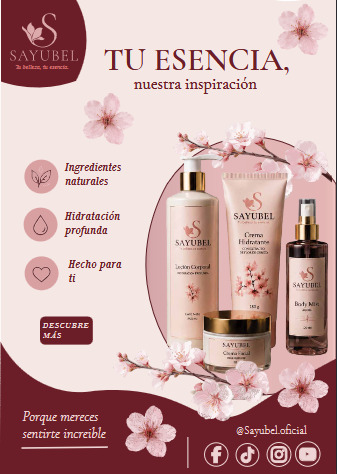 S
SAYUBEL
Tu belleza, tu esencia.
TU ESENCIA,
nuestra inspiración
Ingredientes
naturales
Hidratación
profunda
Hecho para
ti
DESCUBRE
MÁS
S
SAYUBEL
Loción Corporal
S
SAYUBEL
Crema
Hidratante
S
SAYUBEL
Body Mist
SAYUBEL
Crema Facial
Porque mereces
sentirte increíble
@Sayubel.oficial